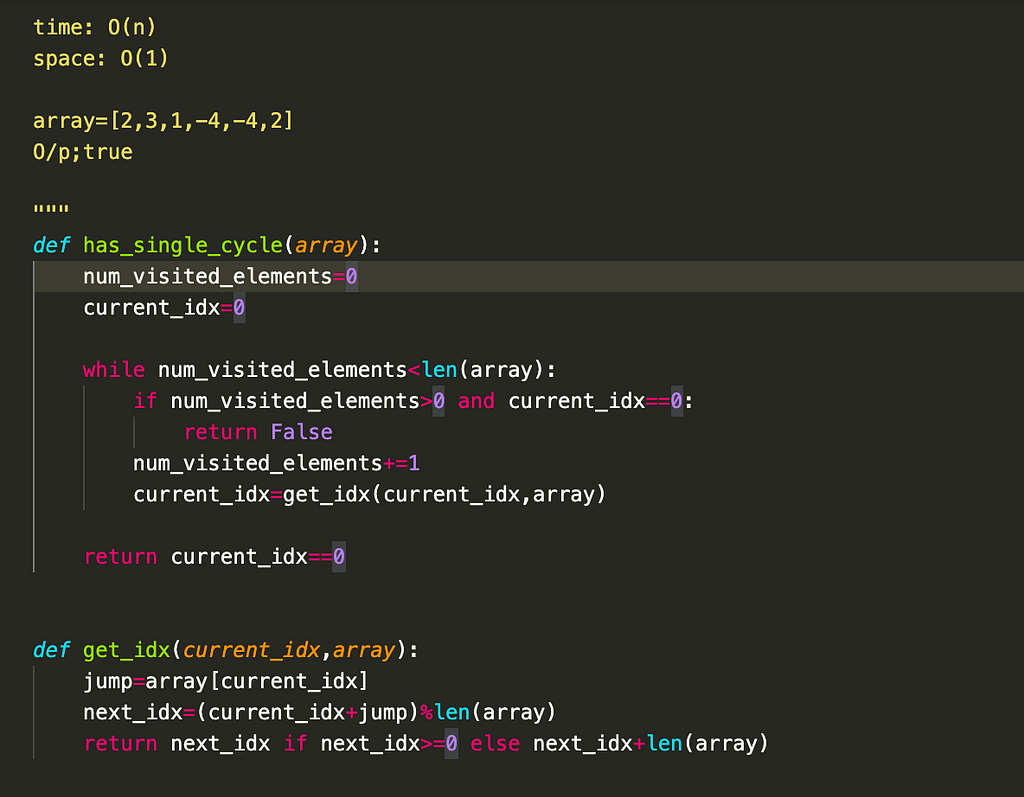 time: O(n)
space: O(1)
array=[2,3,1,-4,-4,2]
O/p;true
"""
def has_single_cycle(array):
    num_visited_elements=0
    current_idx=0
    while num_visited_elements<len(array):
        if num_visited_elements>0 and current_idx==0:
            return False
        num_visited_elements+=1
        current_idx=get_idx(current_idx,array)
    return current_idx==0
def get_idx(current_idx,array):
    jump=array[current_idx]
    next_idx=(current_idx+jump)%len(array)
    return next_idx if next_idx>=0 else next_idx+len(array)